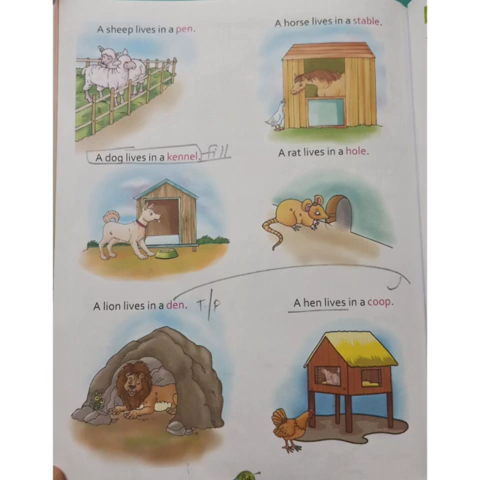 A sheep lives in a pen.
A horse lives in a stable.
A dog lives in a kennel.
fill
A rat lives in a hole.
A lion lives in a den.
A hen lives in a coop.